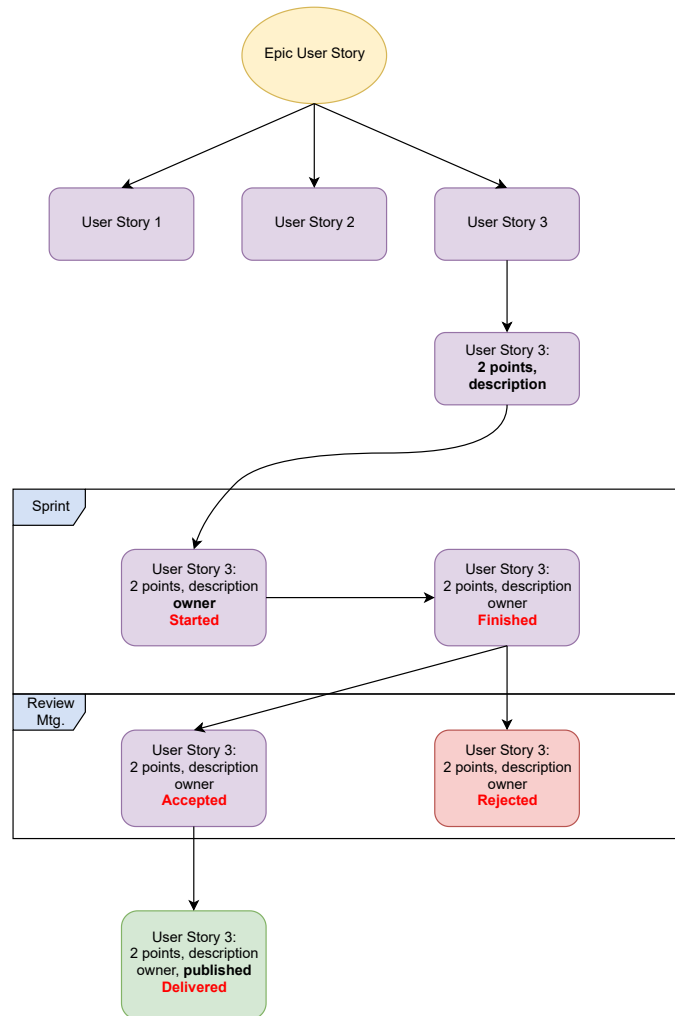 Epic User Story
User Story 1
User Story 2
User Story 3
User Story 3:
2 points,
description
Sprint
User Story 3:
2 points, description
owner
Started
User Story 3:
2 points, description
owner
Finished
Review
Mtg.
User Story 3:
2 points, description
owner
Accepted
User Story 3:
2 points, description
owner
Rejected
User Story 3:
2 points, description
owner, published
Delivered